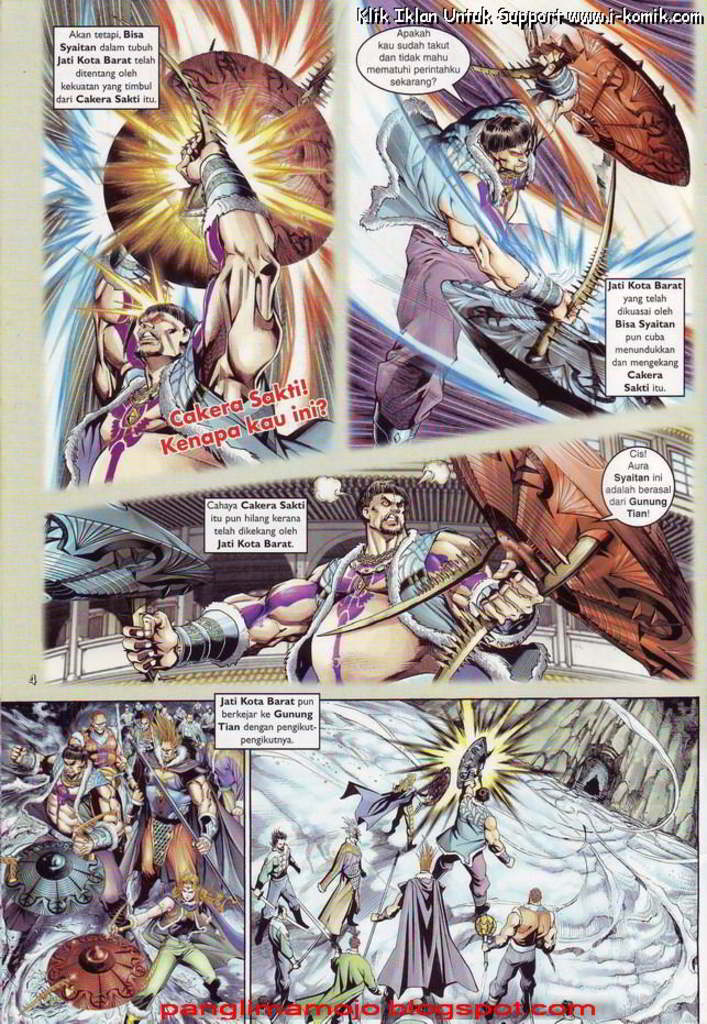 Klik Iklan Untuk Support www.i-komik.com
Akan tetapi, Bisa
Syaitan dalam tubuh
Jati Kota Barat telah
ditentang oleh
kekuatan yang timbul
dari Cakera Sakti itu.
Cakera Sakti!
Kenapa kau ini?
Apakah
kau sudah takut
dan tidak mahu
mematuhi perintahku
sekarang?
Jati Kota Barat
yang telah
dikuasai oleh
Bisa Syaitan
pun cuba
menundukkan
dan mengekang
Cakera
Sakti itu.
Cahaya Cakera Sakti
itu pun hilang kerana
telah dikekang oleh
Jati Kota Barat.
Cis!
Aura
Syaitan ini
adalah berasal
dari Gunung
Tian!
4
Jati Kota Barat pun
berkejar ke Gunung
Tian dengan pengikut-
pengikutnya.
panglimamojo.blogspot.com